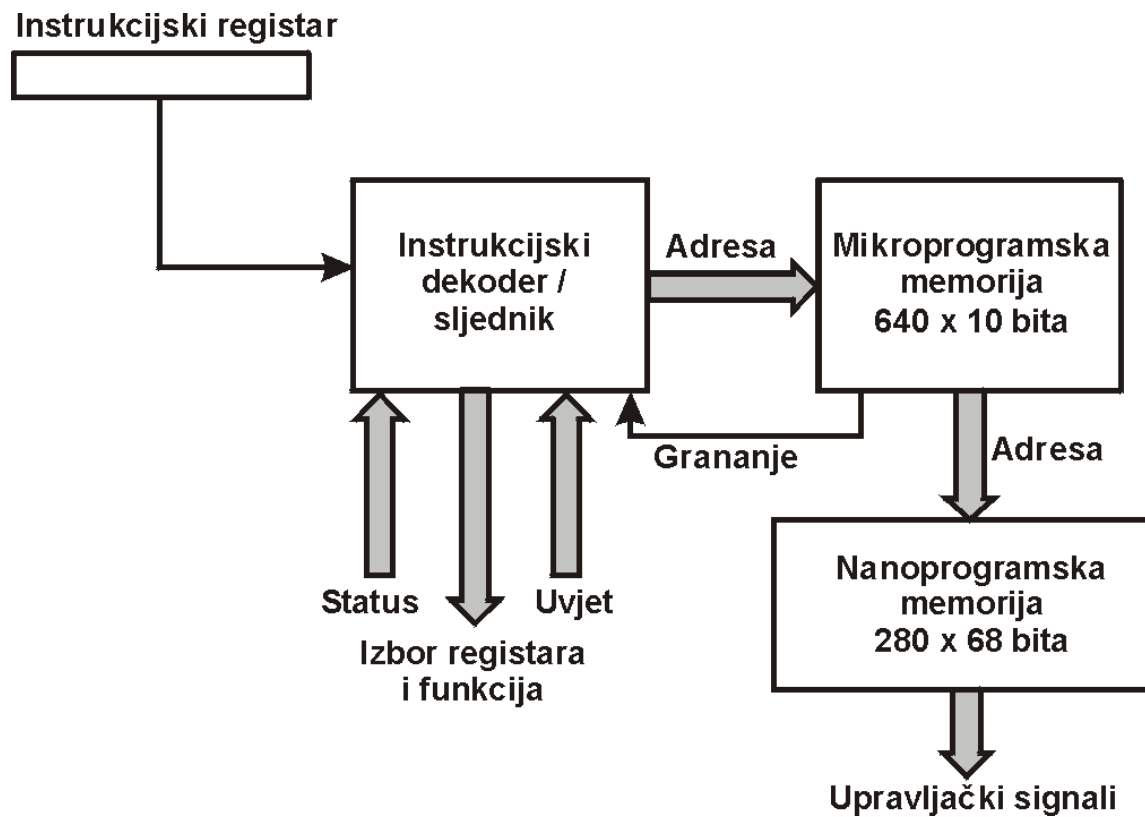 Instrukcijski registar
Instrukcijski
dekoder /
sljednik
Adresa
Mikroprogramska
memorija
640 x 10 bita
Grananje
Adresa
Status
Uvjet
Izbor registara
i funkcija
Nanoprogramska
memorija
280 x 68 bita
Upravljački signali